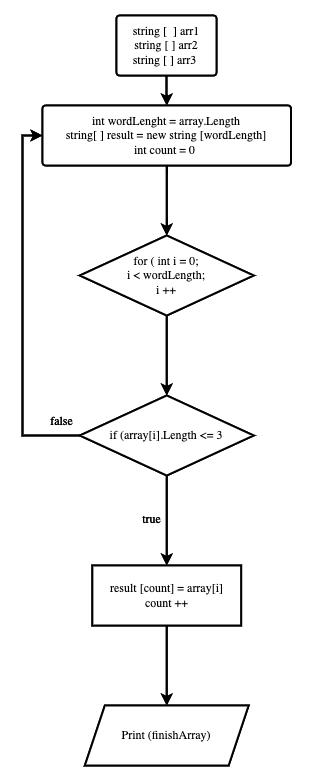 string [  ] arr1
string [ ] arr2
string [ ] arr3
int wordLenght = array.Length
string[ ] result = new string [wordLength]
int count = 0
for ( int i = 0;
i < wordLength;
i ++
if (array[i].Length <= 3
false
true
result [count] = array[i]
count ++
Print (finishArray)